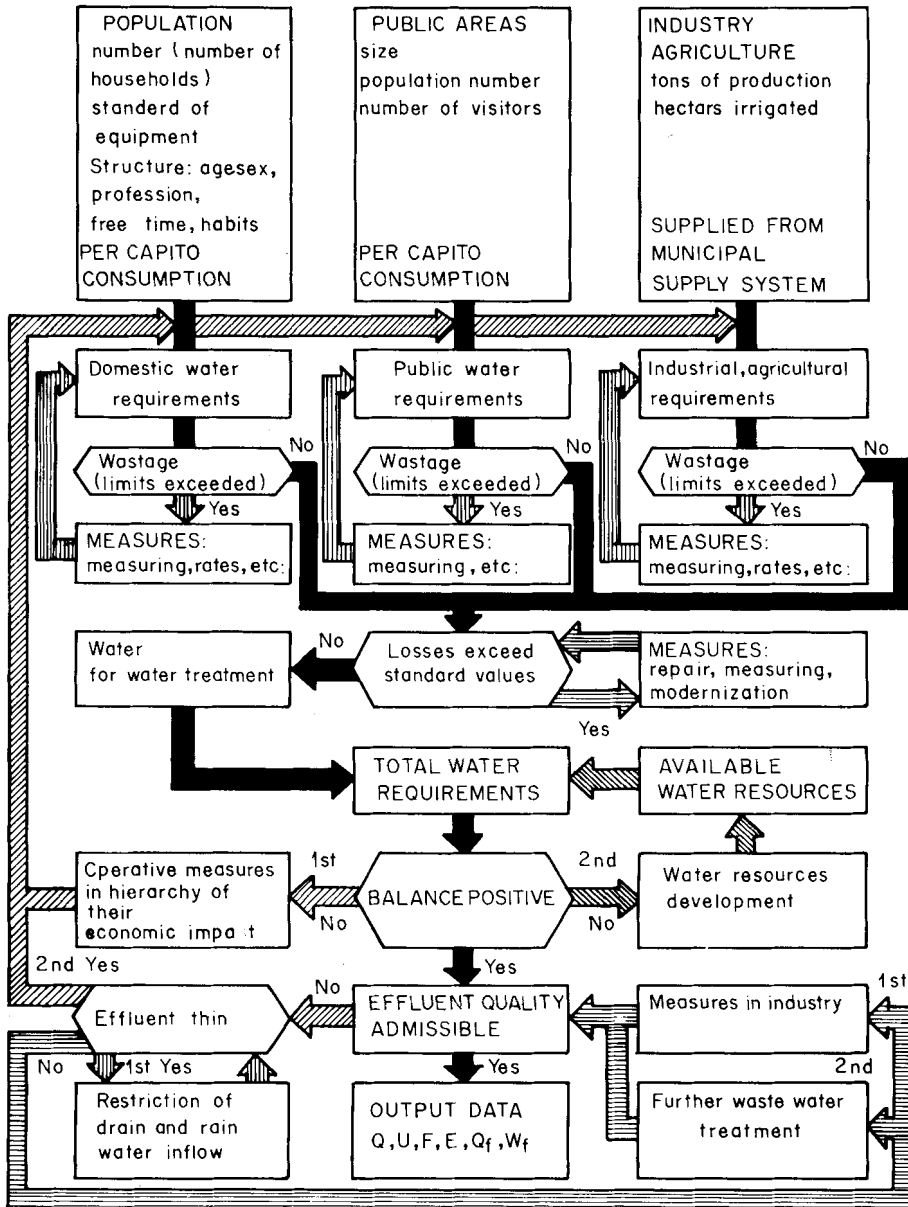 POPULATION
number (number of
households)
standerd of
equipment
Structure: agesex,
profession,
free time, habits
PER CAPITO
CONSUMPTION
PUBLIC AREAS
size
population number
number of visitors
PER CAPITO
CONSUMPTION
INDUSTRY
AGRICULTURE
tons of production
hectars irrigated
SUPPLIED FROM
MUNICIPAL
SUPPLY SYSTEM
Domestic water
requirements
Public water
requirements
Industrial, agricultural
requirements
No
No
No
Wastage
(limits exceeded)
Wastage
(limits exceeded)
Wastage
(limits exceeded)
Yes
Yes
Yes
MEASURES:
measuring, rates, etc:
MEASURES:
measuring, etc:
MEASURES:
measuring, rates, etc:
Water
for water treatment
No
Losses exceed
standard values
MEASURES:
repair, measuring,
modernization
Yes
TOTAL WATER
REQUIREMENTS
AVAILABLE
WATER RESOURCES
Cperative measures
in hierarchy of
their
economic impact
1st
No
BALANCE POSITIVE
2nd
No
Water resources
development
2nd Yes
Yes
Effluent thin
No
EFFLUENT QUALITY
ADMISSIBLE
Measures in industry
1st
No
1st Yes
Yes
2nd
Restriction of
drain and rain
water inflow
OUTPUT DATA
Q, U, F, E, Qf, Wf
Further waste water
treatment